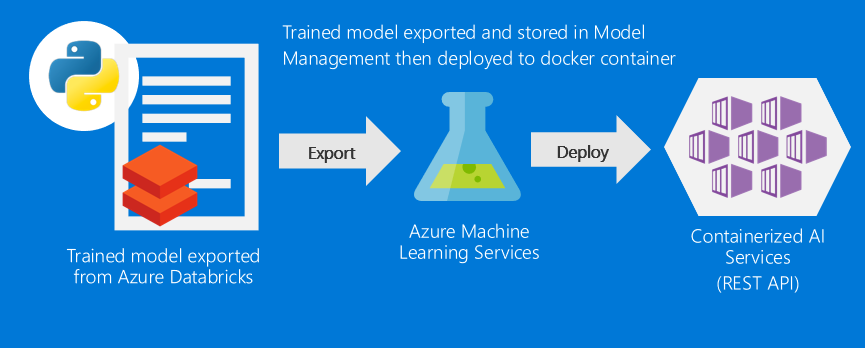 Trained model exported and stored in Model
Management then deployed to docker container
Export
Deploy
Trained model exported
from Azure Databricks
Azure Machine
Learning Services
Containerized AI
Services
(REST API)